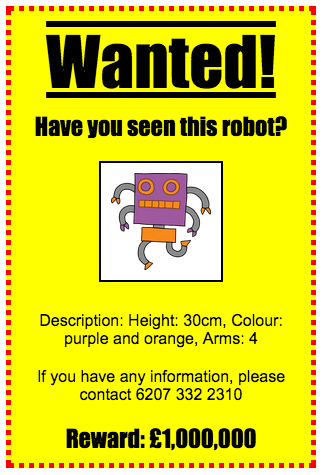 Wanted!
Have you seen this robot?
Description: Height: 30cm, Colour:
purple and orange, Arms: 4
If you have any information, please
contact 6207 332 2310
Reward: £1,000,000